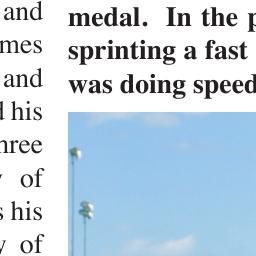 and
mes
and
his
hree
of
his
y of
medal. In the p
sprinting a fast
was doing speed